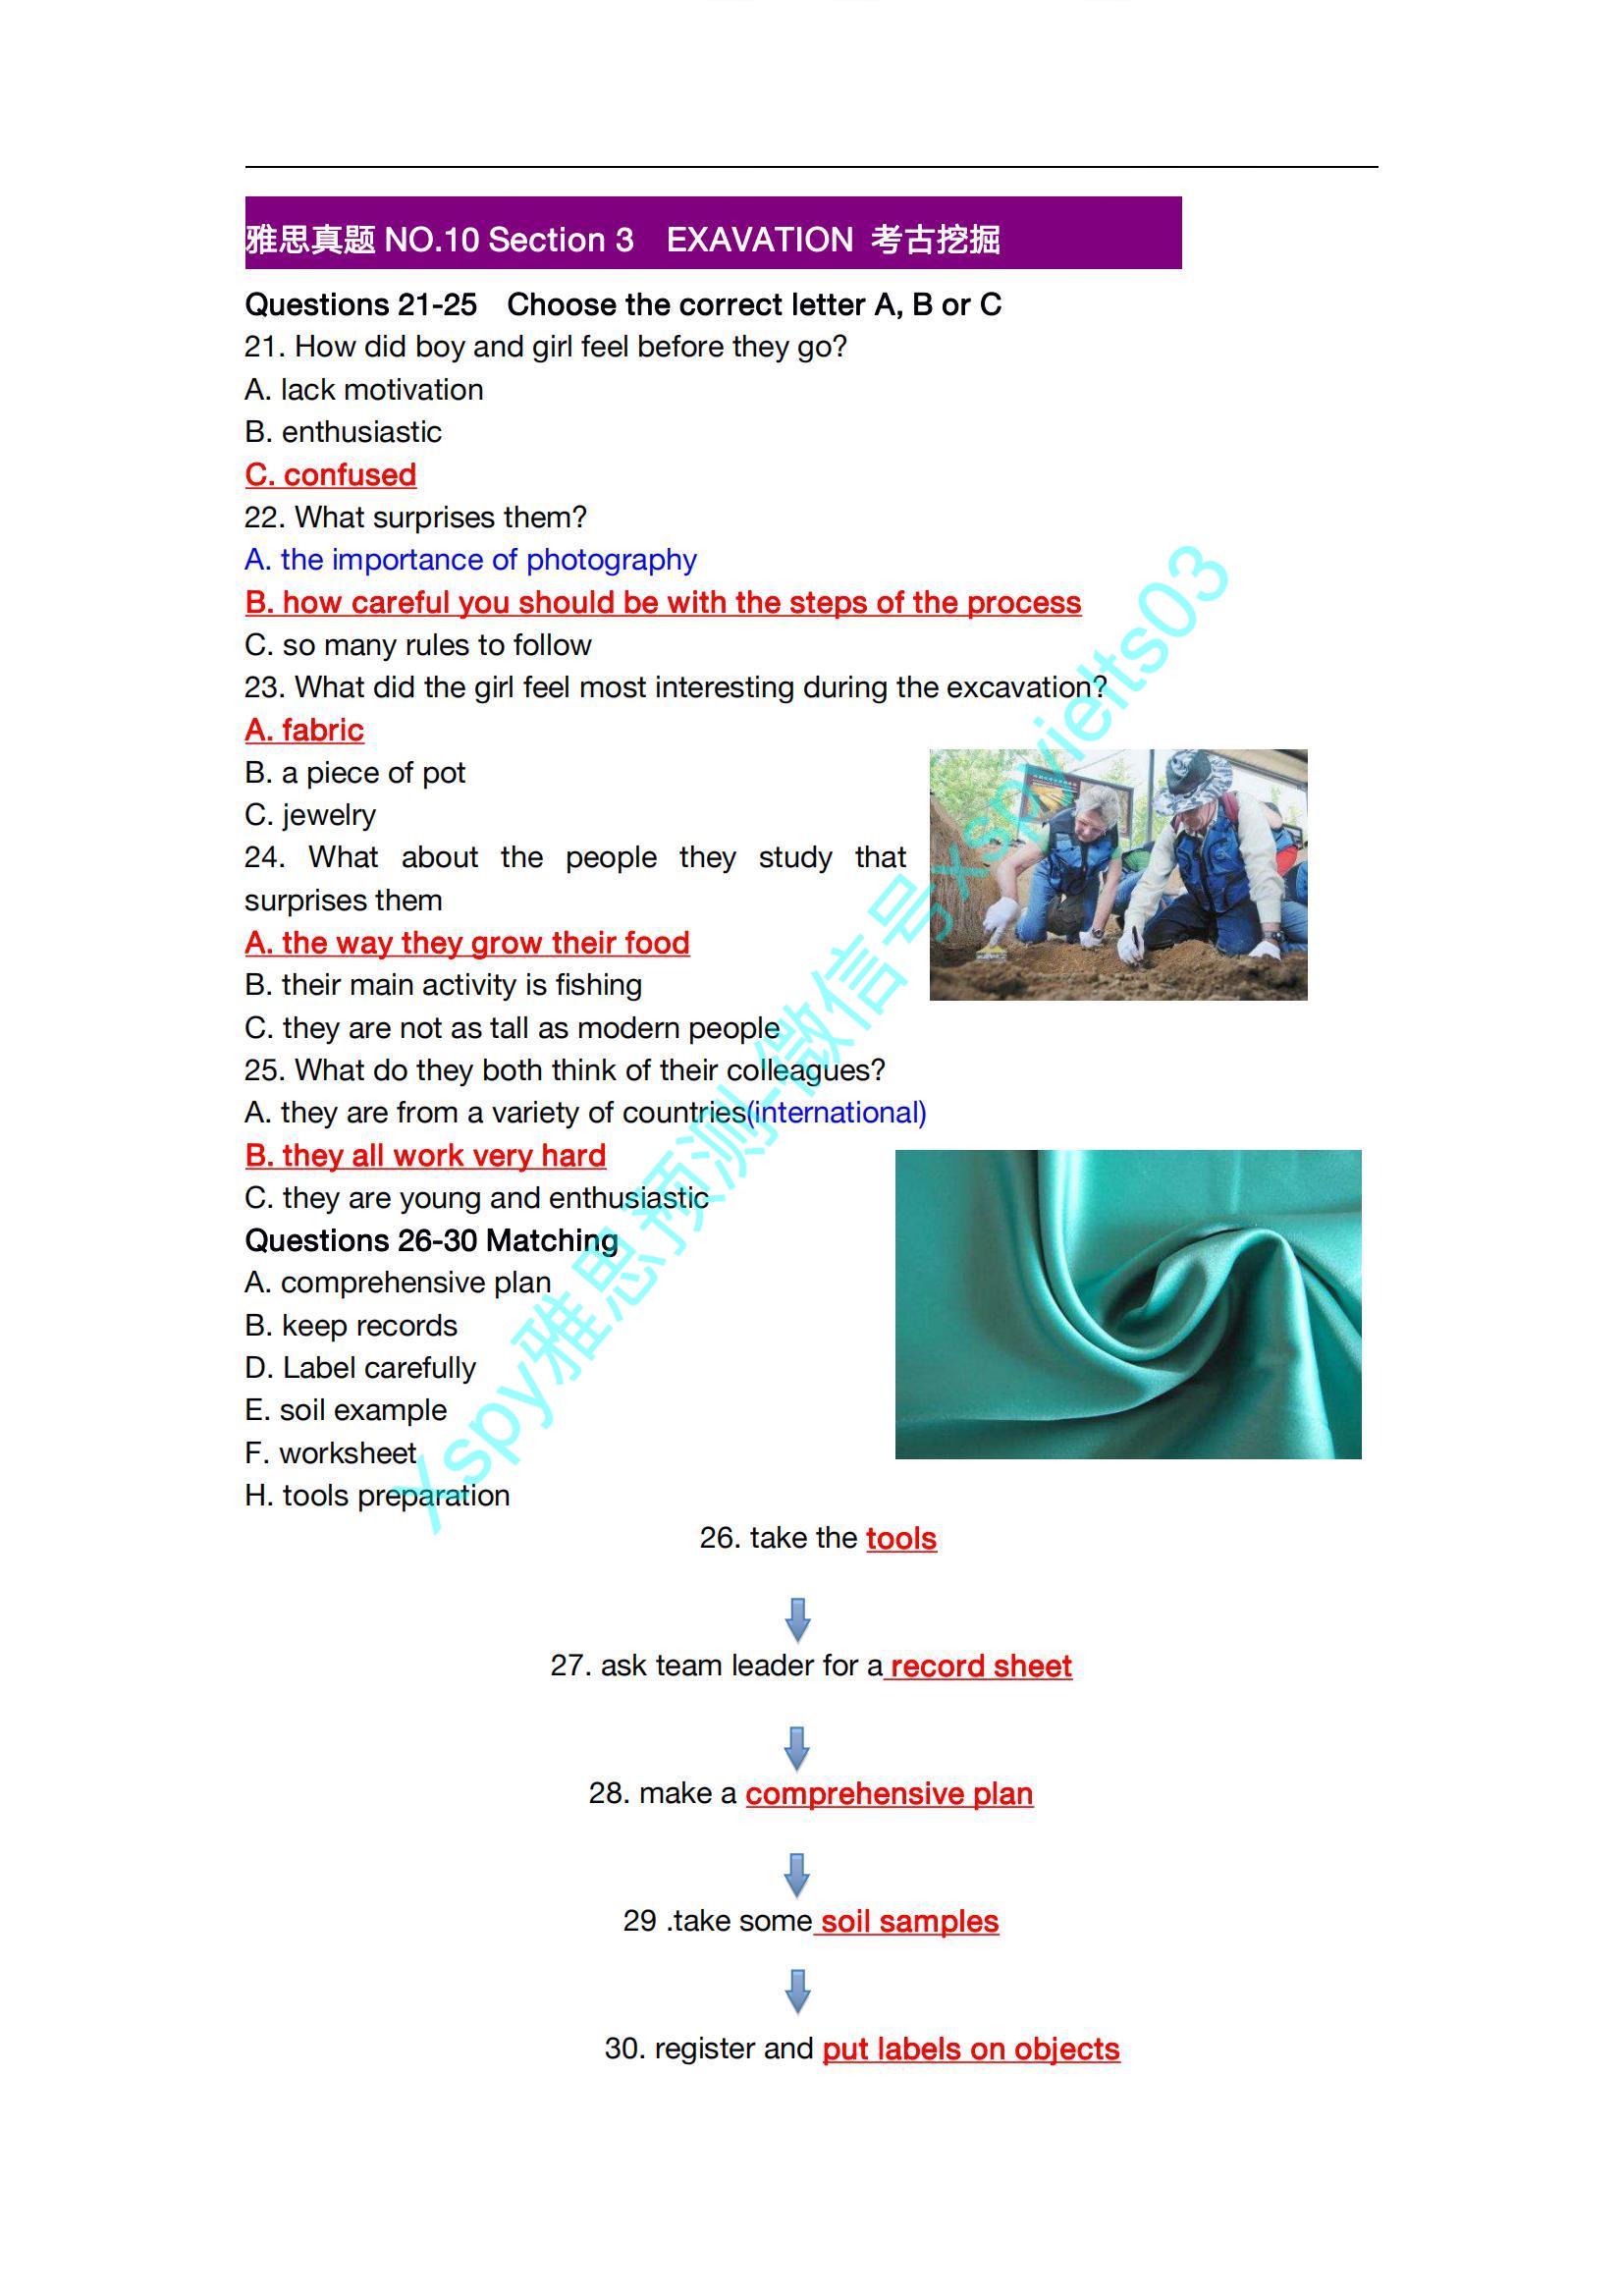 雅思真题 NO.10 Section 3 EXAVATION 考古挖掘
Questions 21-25 Choose the correct letter A, B or C
21. How did boy and girl feel before they go?
A. lack motivation
B. enthusiastic
C. confused
22. What surprises them?
A. the importance of photography
B. how careful you should be with the steps of the process
C. so many rules to follow
23. What did the girl feel most interesting during the excavation?
A. fabric
B. a piece of pot
C. jewelry
24. What about the people they study that
surprises them
A. the way they grow their food
B. their main activity is fishing
C. they are not as tall as modern people
25. What do they both think of their colleagues?
A. they are from a variety of countries(international)
B. they all work very hard
C. they are young and enthusiastic
Questions 26-30 Matching
A. comprehensive plan
B. keep records
D. Label carefully
E. soil example
F. worksheet
H. tools preparation
26. take the tools
27. ask team leader for a record sheet
28. make a comprehensive plan
29 .take some soil samples
30. register and put labels on objects
Xspy雅思预测-微信号xspyielts03